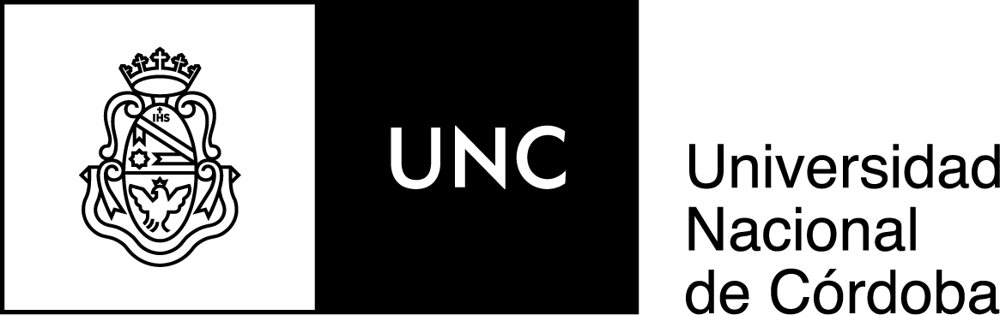 IHS
UNC
Universidad
Nacional
de Córdoba